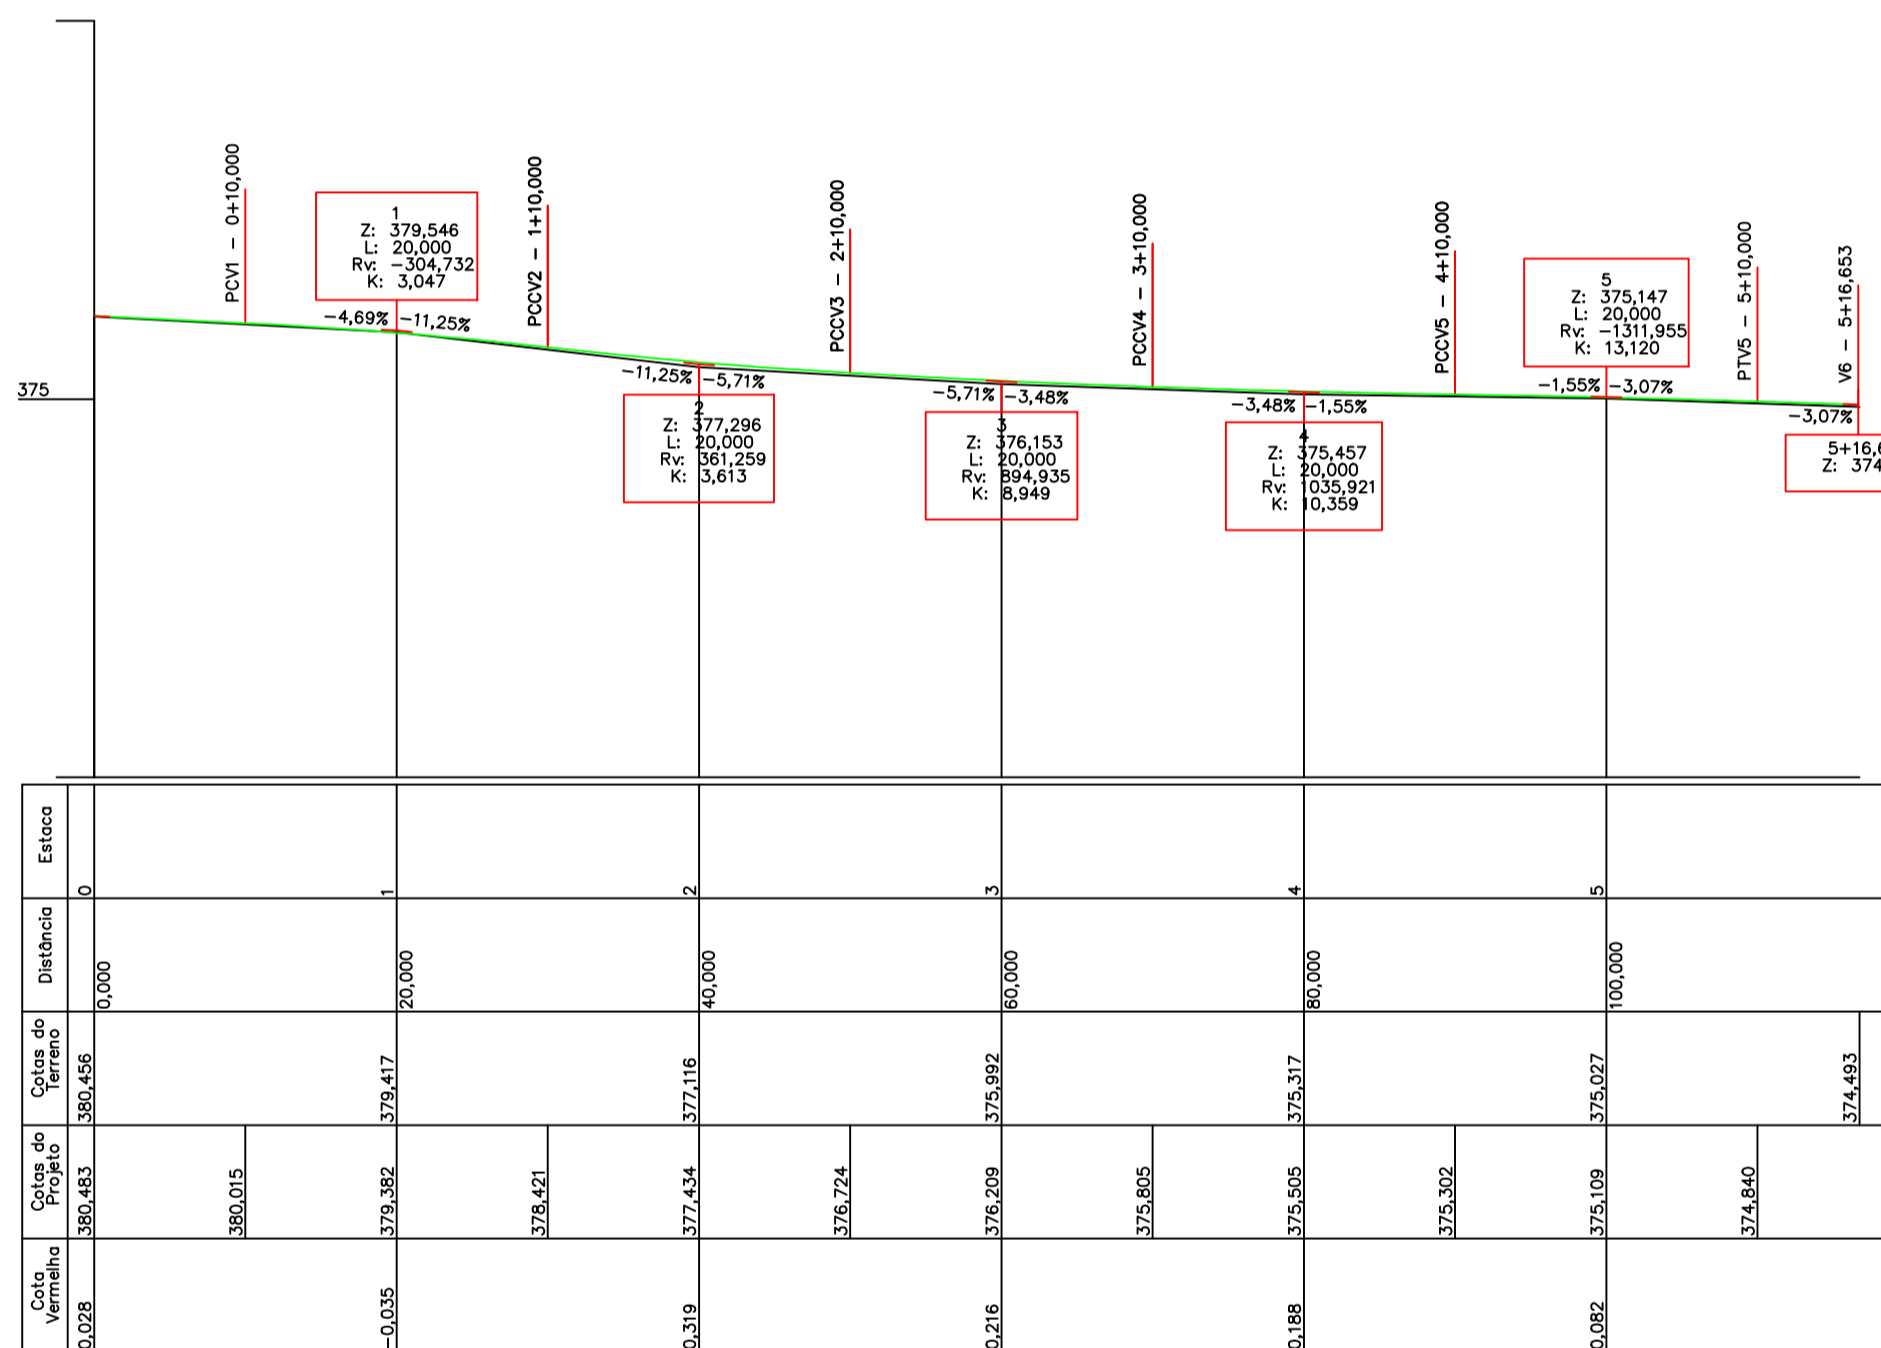 PCV1 - 0+10,000
1
Z: 379,546
L: 20,000
Rv: -304,732
K: 3,047
-4,69%
-11,25%
PCCV2 - 1+10,000
-11,25%
-5,71%
2
Z: 377,296
L: 20,000
Rv: 361,259
K: 3,613
PCCV3 - 2+10,000
-5,71%
-3,48%
3
Z: 376,153
L: 20,000
Rv: 894,935
K: 8,949
PCCV4 - 3+10,000
-3,48%
-1,55%
4
Z: 375,457
L: 20,000
Rv: 1035,921
K: 10,359
PCCV5 - 4+10,000
5
Z: 375,147
L: 20,000
Rv: -1311,955
K: 13,120
-1,55%
-3,07%
PTV5 - 5+10,000
V6 - 5+16,653
-3,07%
5+16,6
Z: 374
375
Estaca
0
1
2
3
4
5
Distância
0,000
20,000
40,000
60,000
80,000
100,000
Cotas do
Terreno
380,456
379,417
377,116
375,992
375,317
375,027
374,493
Cotas do
Projeto
380,483
380,015
379,382
378,421
377,434
376,724
376,209
375,805
375,505
375,302
375,109
374,840
Cota
Vermelha
0,028
-0,035
0,319
0,216
0,188
0,082